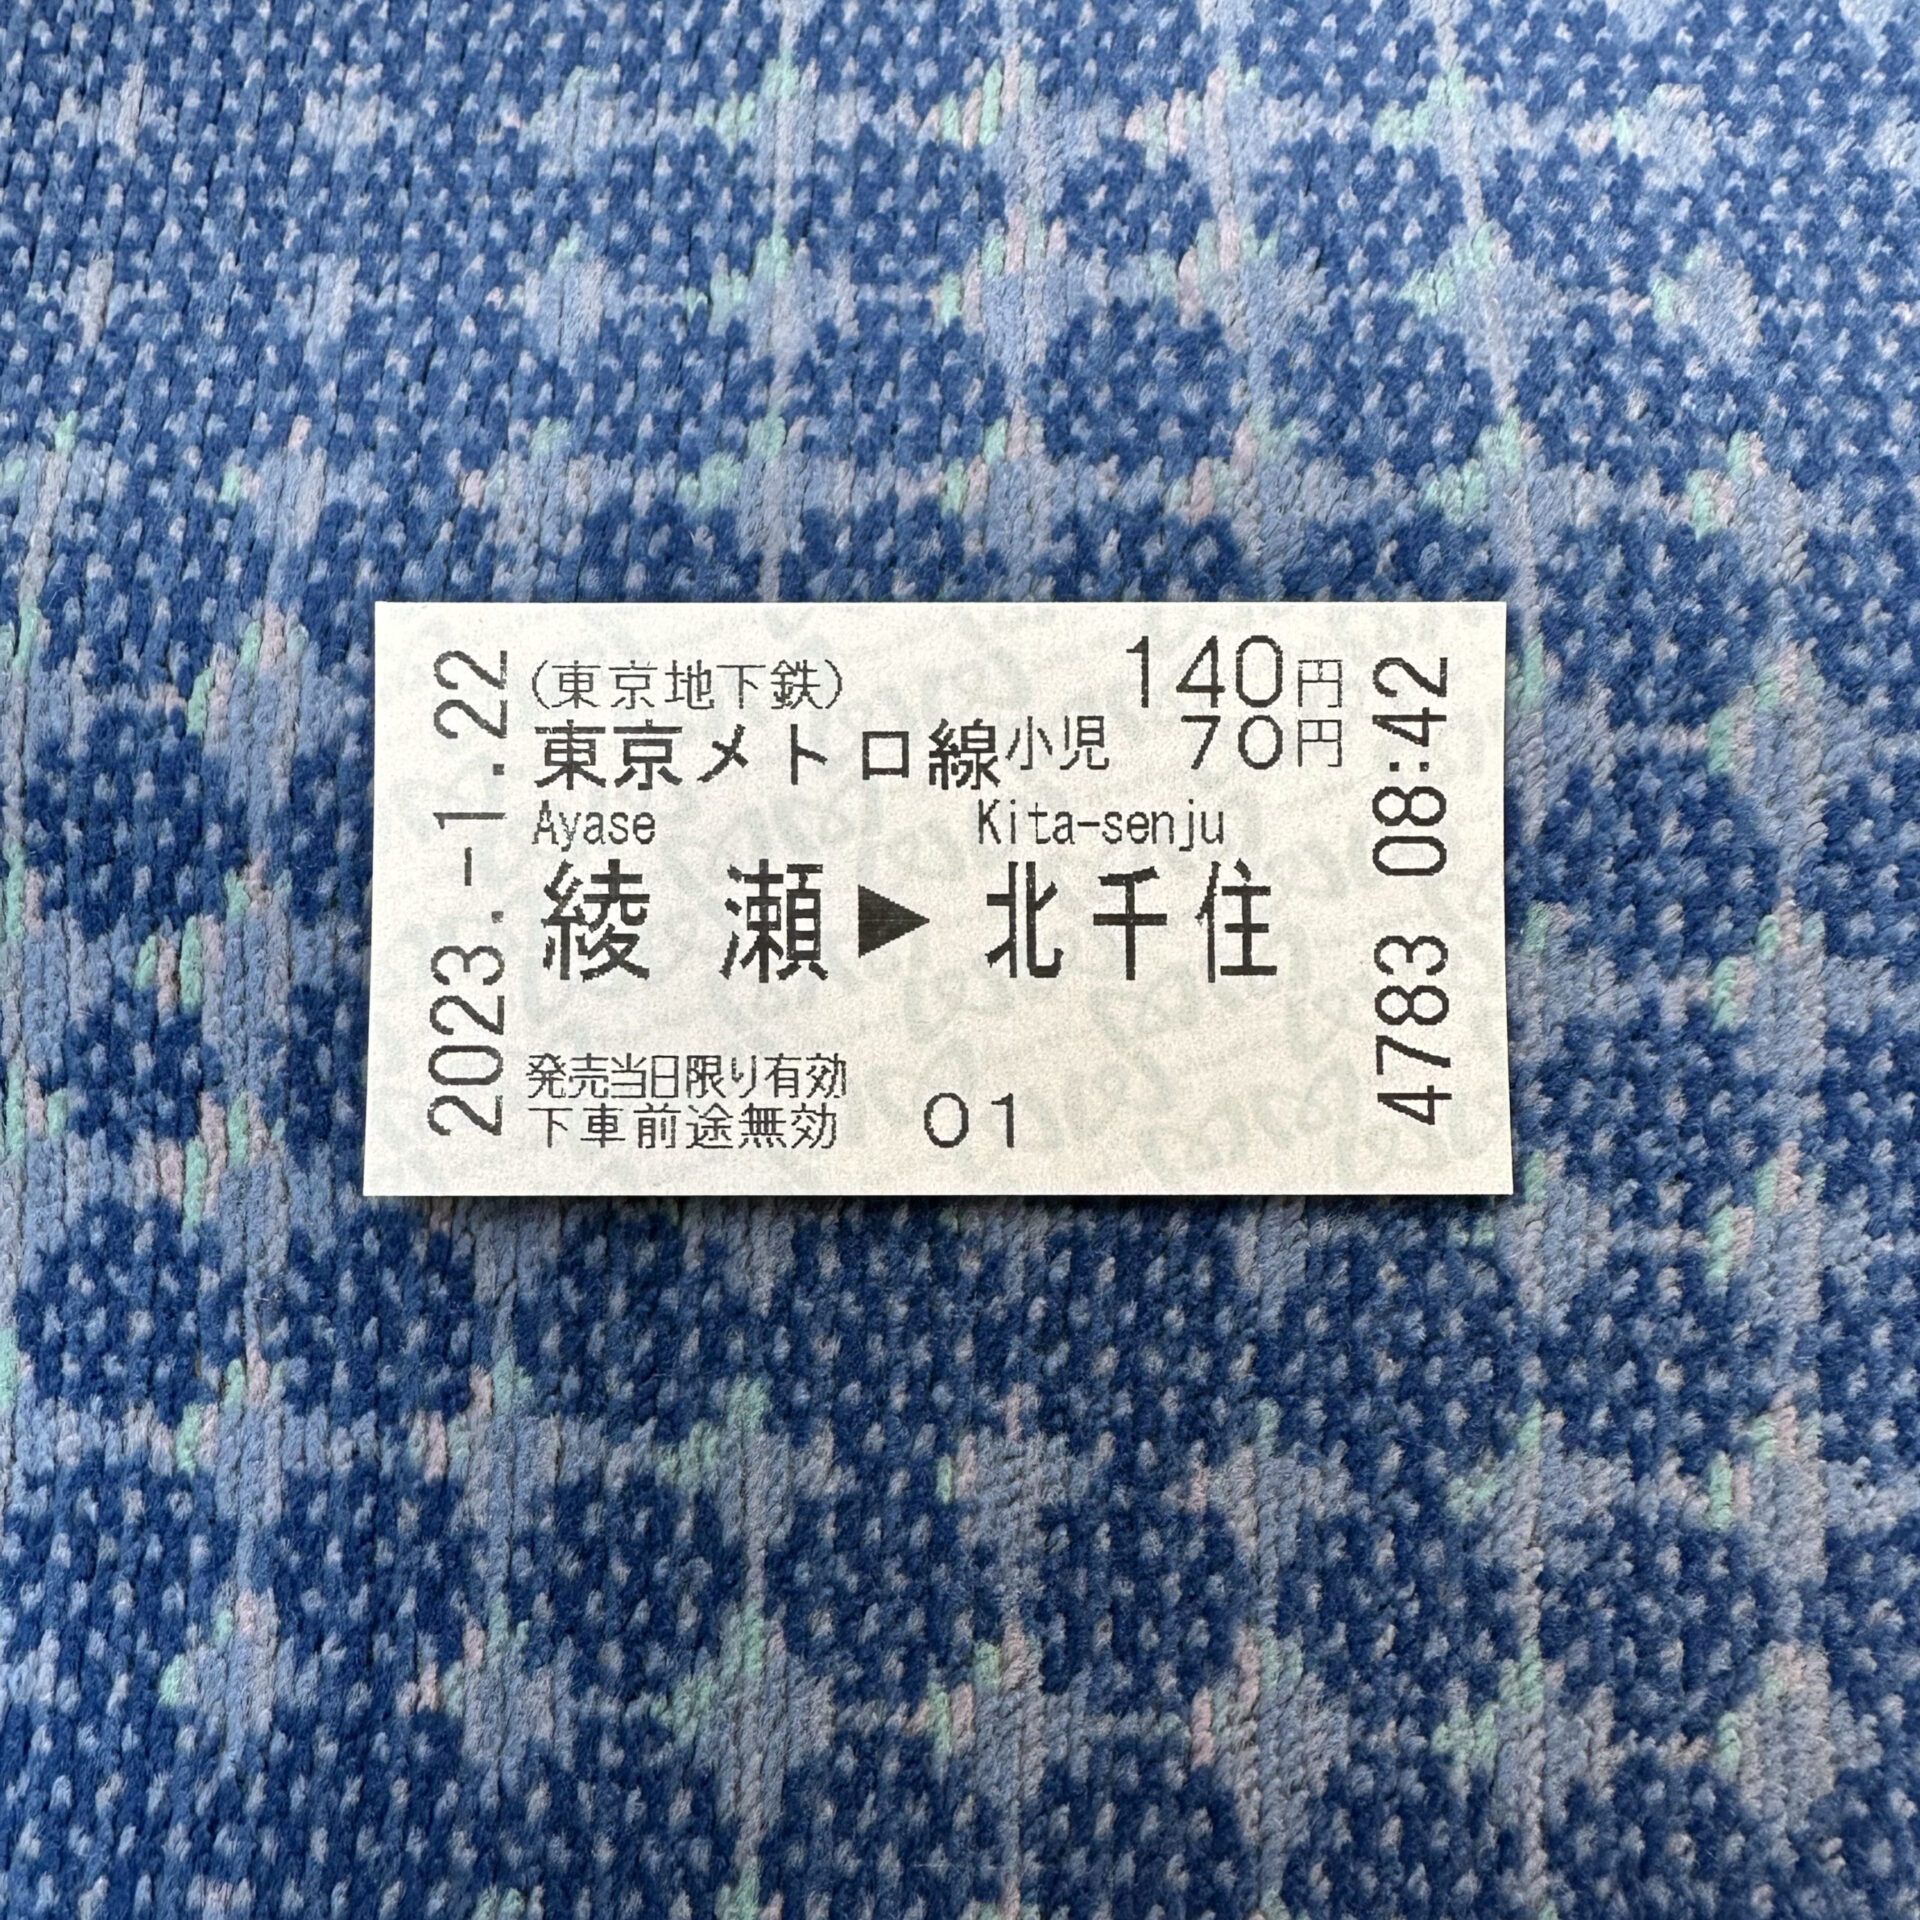 (東京地下鉄) 140円
東京メトロ線小児 70円
Ayase Kita-senju
綾瀬▶北千住
発売当日限り有効
下車前途無効 01
2023.-1.22
4783 08:42